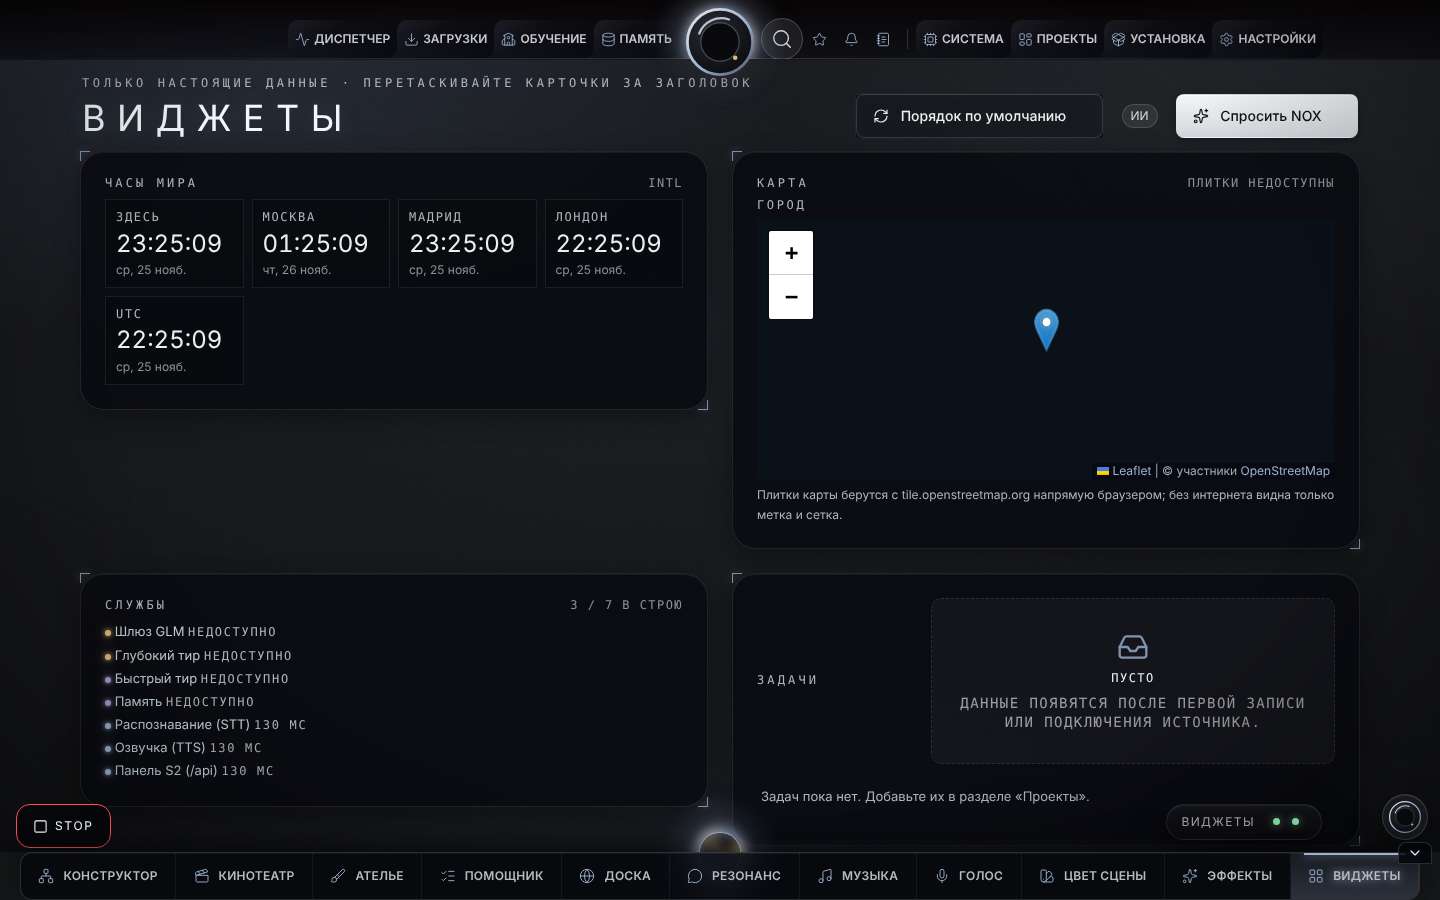 ДИСПЕТЧЕР ЗАГРУЗКИ ОБУЧЕНИЕ ПАМЯТЬ СИСТЕМА ПРОЕКТЫ УСТАНОВКА НАСТРОЙКИ
ТОЛЬКО НАСТОЯЩИЕ ДАННЫЕ · ПЕРЕТАСКИВАЙТЕ КАРТОЧКИ ЗА ЗАГОЛОВОК
ВИДЖЕТЫ
Порядок по умолчанию ИИ Спросить NOX
ЧАСЫ МИРА INTL
ЗДЕСЬ МОСКВА МАДРИД ЛОНДОН
23:25:09 01:25:09 23:25:09 22:25:09
ср, 25 нояб. чт, 26 нояб. ср, 25 нояб. ср, 25 нояб.
UTC
22:25:09
ср, 25 нояб.
КАРТА ПЛИТКИ НЕДОСТУПНЫ
ГОРОД
+
−
Leaflet | © участники OpenStreetMap
Плитки карты берутся с tile.openstreetmap.org напрямую браузером; без интернета видна только
метка и сетка.
СЛУЖБЫ 3 / 7 В СТРОЮ
Шлюз GLM НЕДОСТУПНО
Глубокий тир НЕДОСТУПНО
Быстрый тир НЕДОСТУПНО
Память НЕДОСТУПНО
Распознавание (STT) 130 МС
Озвучка (TTS) 130 МС
Панель S2 (/api) 130 МС
ЗАДАЧИ
ПУСТО
ДАННЫЕ ПОЯВЯТСЯ ПОСЛЕ ПЕРВОЙ ЗАПИСИ
ИЛИ ПОДКЛЮЧЕНИЯ ИСТОЧНИКА.
Задач пока нет. Добавьте их в разделе «Проекты».
ВИДЖЕТЫ
STOP
КОНСТРУКТОР КИНОТЕАТР АТЕЛЬЕ ПОМОЩНИК ДОСКА РЕЗОНАНС МУЗЫКА ГОЛОС ЦВЕТ СЦЕНЫ ЭФФЕКТЫ ВИДЖЕТЫ